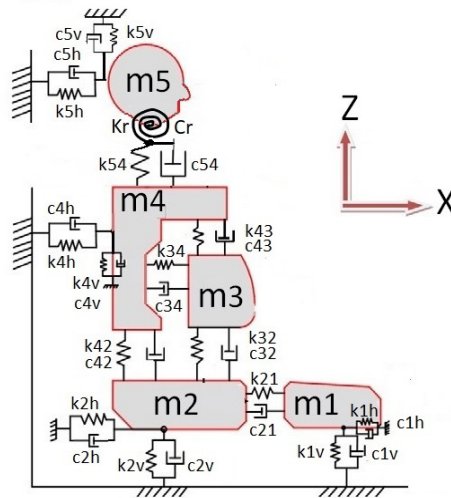 c5v k5v
c5h
k5h
m5
Kr Cr
k54 c54
Z
X
m4
c4h
k4h
k4v
c4v
k43
c43
k34
c34
m3
k42
c42
k32
c32
k21
c21
m2
m1
k2h
c2h
k2v c2v
k1h
c1h
k1v c1v